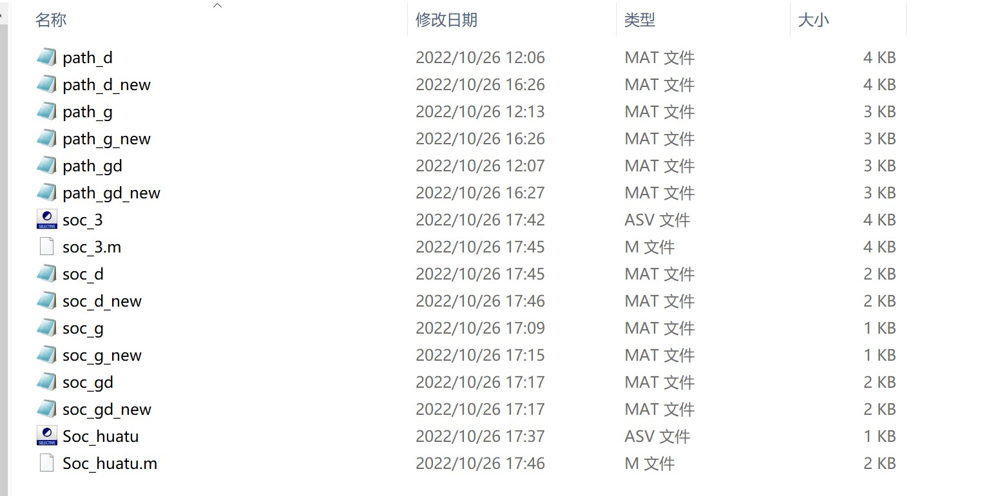 名称 修改日期 类型 大小
path_d 2022/10/26 12:06 MAT 文件 4 KB
path_d_new 2022/10/26 16:26 MAT 文件 4 KB
path_g 2022/10/26 12:13 MAT 文件 3 KB
path_g_new 2022/10/26 16:26 MAT 文件 3 KB
path_gd 2022/10/26 12:07 MAT 文件 3 KB
path_gd_new 2022/10/26 16:27 MAT 文件 3 KB
SELECTIVE soc_3 2022/10/26 17:42 ASV 文件 4 KB
soc_3.m 2022/10/26 17:45 M 文件 4 KB
soc_d 2022/10/26 17:45 MAT 文件 2 KB
soc_d_new 2022/10/26 17:46 MAT 文件 2 KB
soc_g 2022/10/26 17:09 MAT 文件 1 KB
soc_g_new 2022/10/26 17:15 MAT 文件 1 KB
soc_gd 2022/10/26 17:17 MAT 文件 2 KB
soc_gd_new 2022/10/26 17:17 MAT 文件 2 KB
SELECTIVE Soc_huatu 2022/10/26 17:37 ASV 文件 1 KB
Soc_huatu.m 2022/10/26 17:46 M 文件 2 KB